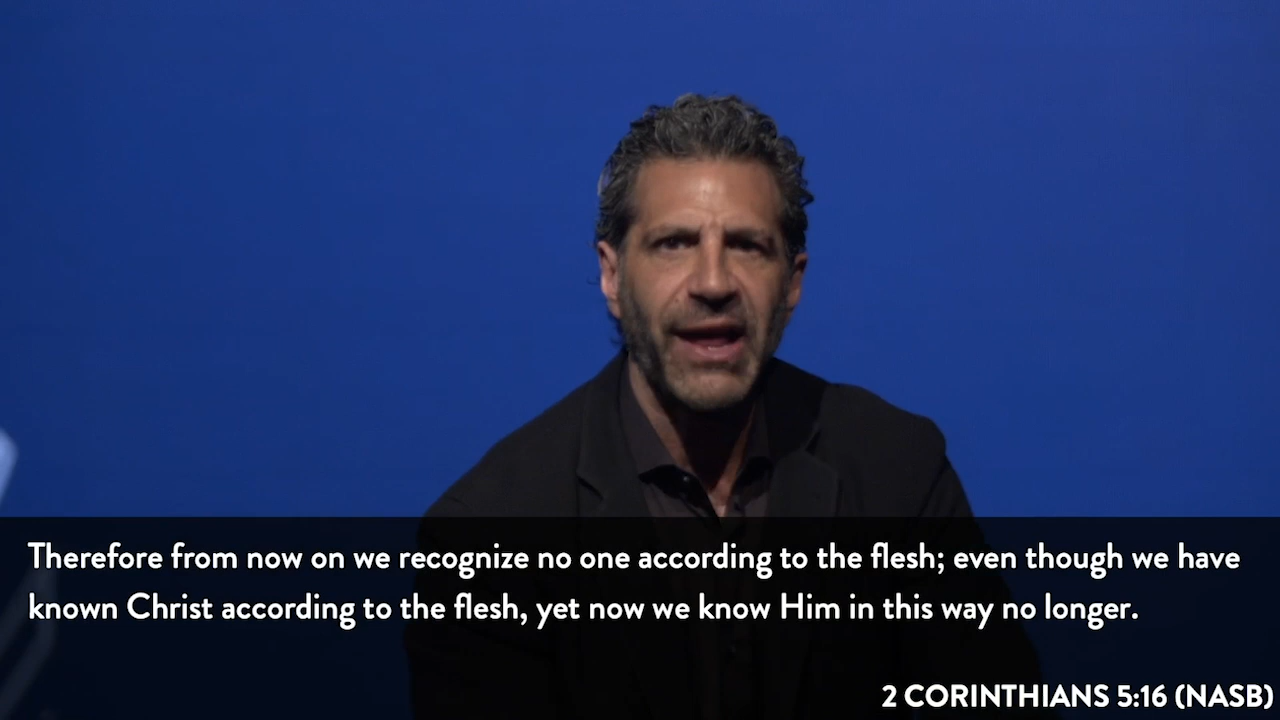 Therefore from now on we recognize no one according to the flesh; even though we have
known Christ according to the flesh, yet now we know Him in this way no longer.
2 CORINTHIANS 5:16 (NASB)